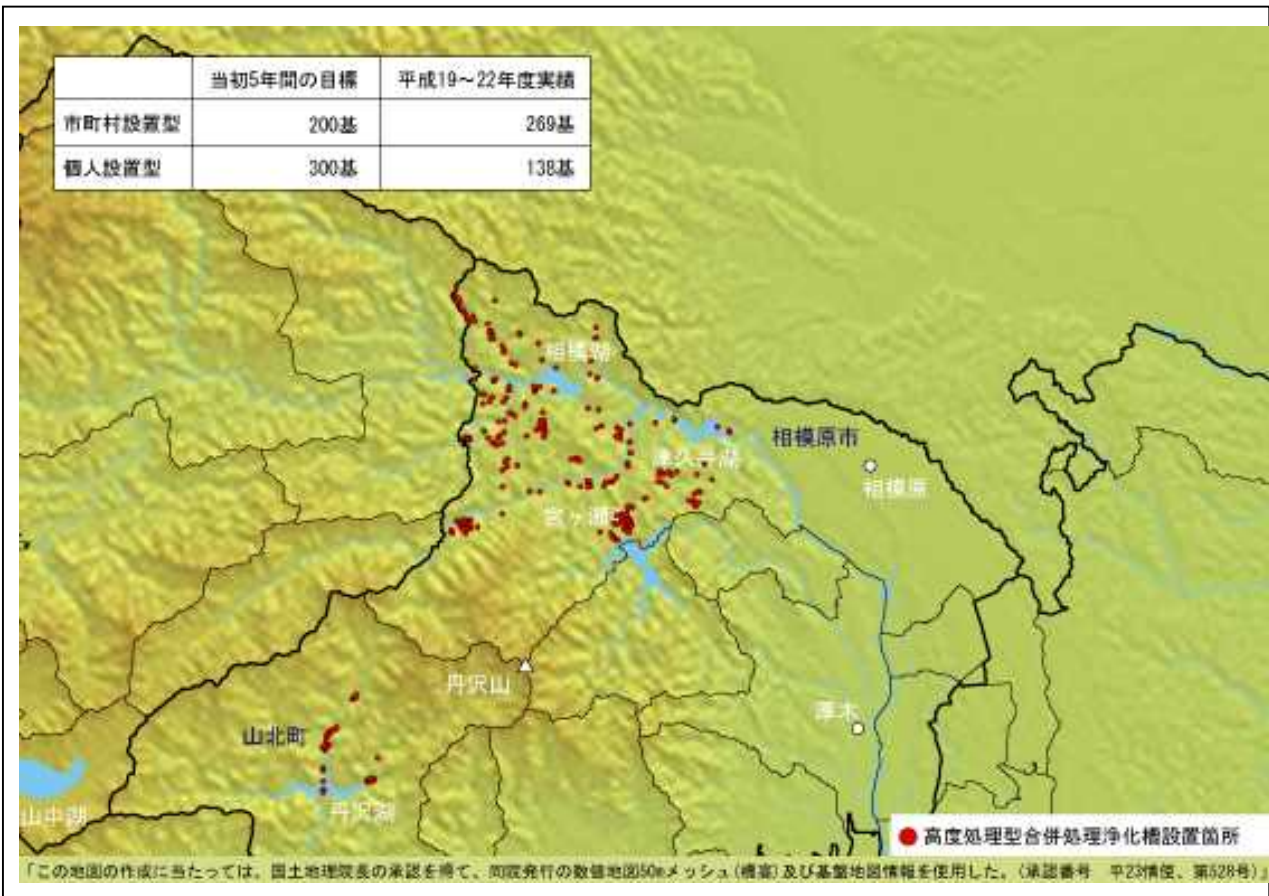 当初5年間の目標 平成19～22年度実績
市町村設置型 200基 269基
個人設置型 300基 138基
相模湖
相模原市
津久井湖
相模原
宮ヶ瀬
丹沢山
厚木
山北町
山中湖
丹沢湖
高度処理型合併処理浄化槽設置箇所
「この地図の作成に当たっては、国土地理院長の承認を得て、同院発行の数値地図50mメッシュ(標高)及び基盤地図情報を使用した。(承認番号 平23情使、第528号)」